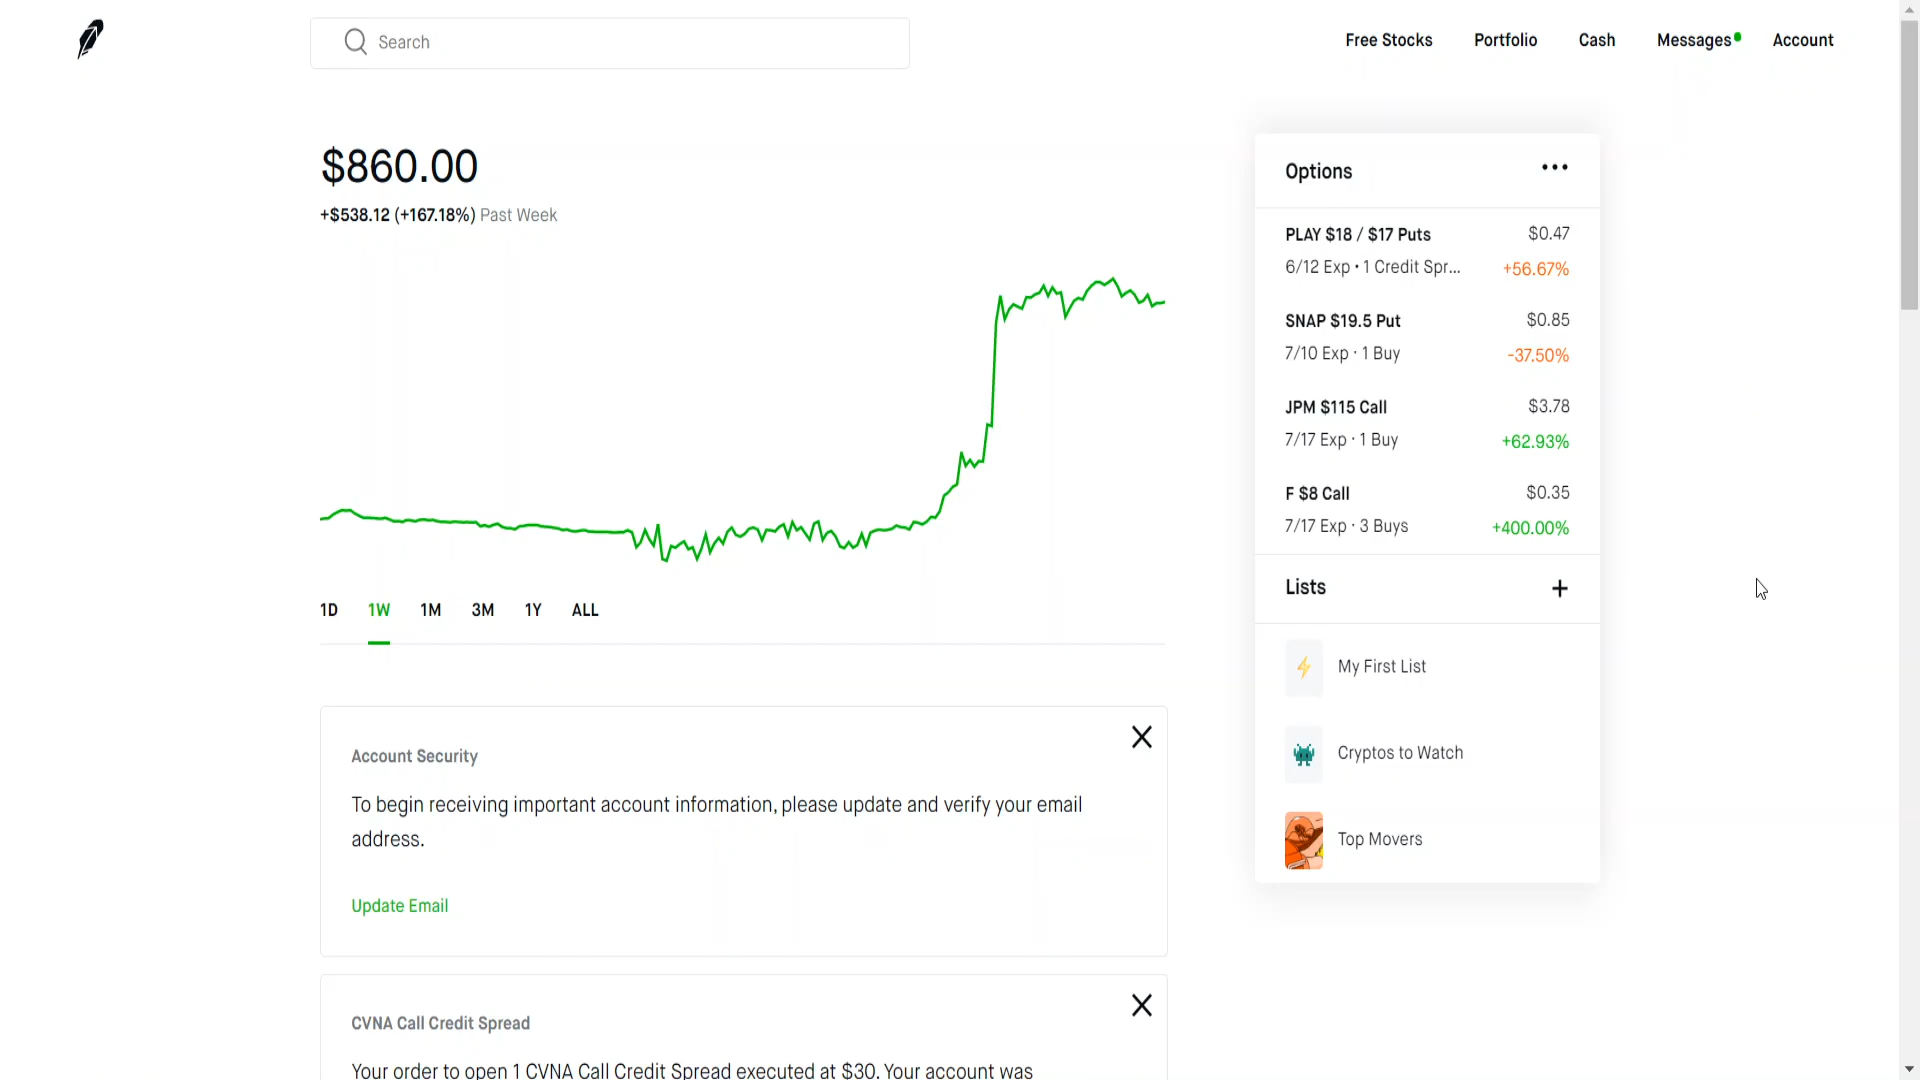 Search
Free Stocks
Portfolio
Cash
Messages
Account
$860.00
+$538.12 (+167.18%) Past Week
1D
1W
1M
3M
1Y
ALL
Account Security
To begin receiving important account information, please update and verify your email
address.
Update Email
CVNA Call Credit Spread
Your order to open 1 CVNA Call Credit Spread executed at $30. Your account was
Options
PLAY $18 / $17 Puts
$0.47
6/12 Exp • 1 Credit Spr...
+56.67%
SNAP $19.5 Put
$0.85
7/10 Exp · 1 Buy
-37.50%
JPM $115 Call
$3.78
7/17 Exp · 1 Buy
+62.93%
F $8 Call
$0.35
7/17 Exp · 3 Buys
+400.00%
Lists
My First List
Cryptos to Watch
Top Movers